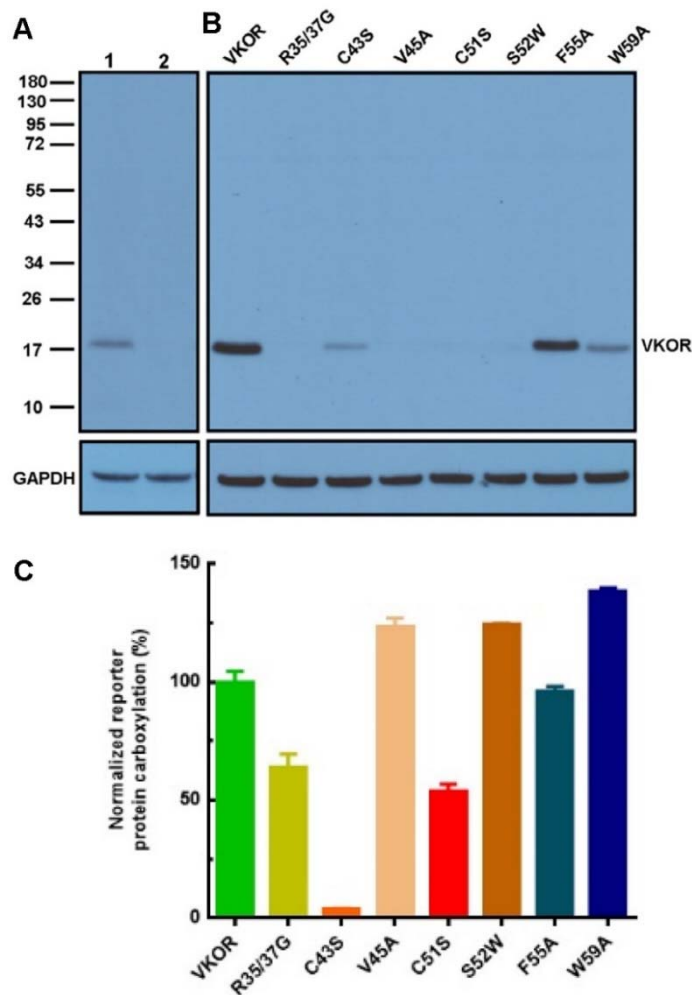 A
B
1 2
VKOR R35/37G C43S V45A C51S S52W F55A W59A
180
130
95
72
55
43
34
26
17
10
VKOR
GAPDH
C
Normalized reporter
protein carboxylation (%)
150
100
50
0
VKOR R35/37G C43S V45A C51S S52W F55A W59A